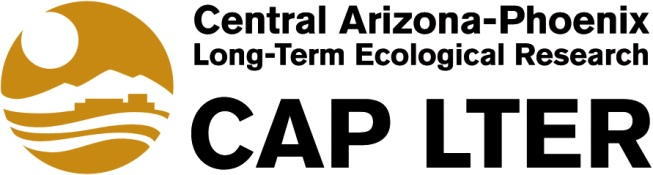 Central Arizona-Phoenix
Long-Term Ecological Research
CAP LTER